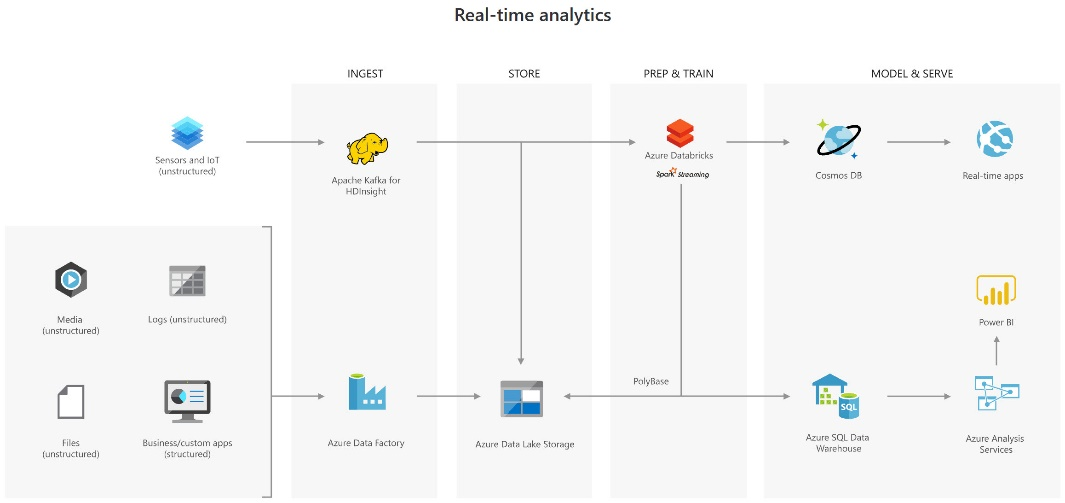 Real-time analytics
INGEST
STORE
PREP & TRAIN
MODEL & SERVE
Sensors and IoT
(unstructured)
Apache Kafka for
HDInsight
Azure Databricks
Spark Streaming
Cosmos DB
Real-time apps
Media
(unstructured)
Logs (unstructured)
Power BI
PolyBase
SQL
Files
(unstructured)
Business/custom apps
(structured)
Azure Data Factory
Azure Data Lake Storage
Azure SQL Data
Warehouse
Azure Analysis
Services